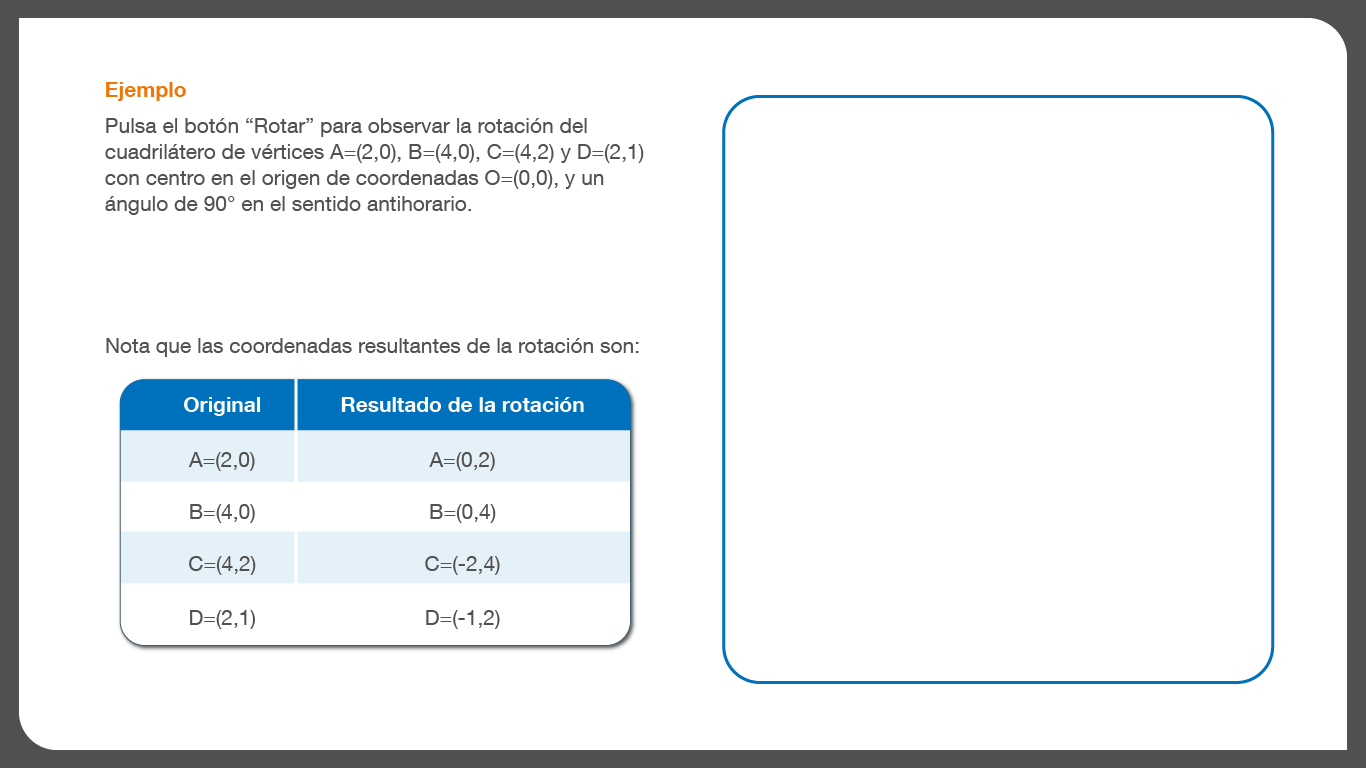 Ejemplo
Pulsa el botón “Rotar” para observar la rotación del
cuadrilátero de vértices A=(2,0), B=(4,0), C=(4,2) y D=(2,1)
con centro en el origen de coordenadas O=(0,0), y un
ángulo de 90° en el sentido antihorario.
Nota que las coordenadas resultantes de la rotación son:
Original Resultado de la rotación
A=(2,0) A=(0,2)
B=(4,0) B=(0,4)
C=(4,2) C=(-2,4)
D=(2,1) D=(-1,2)